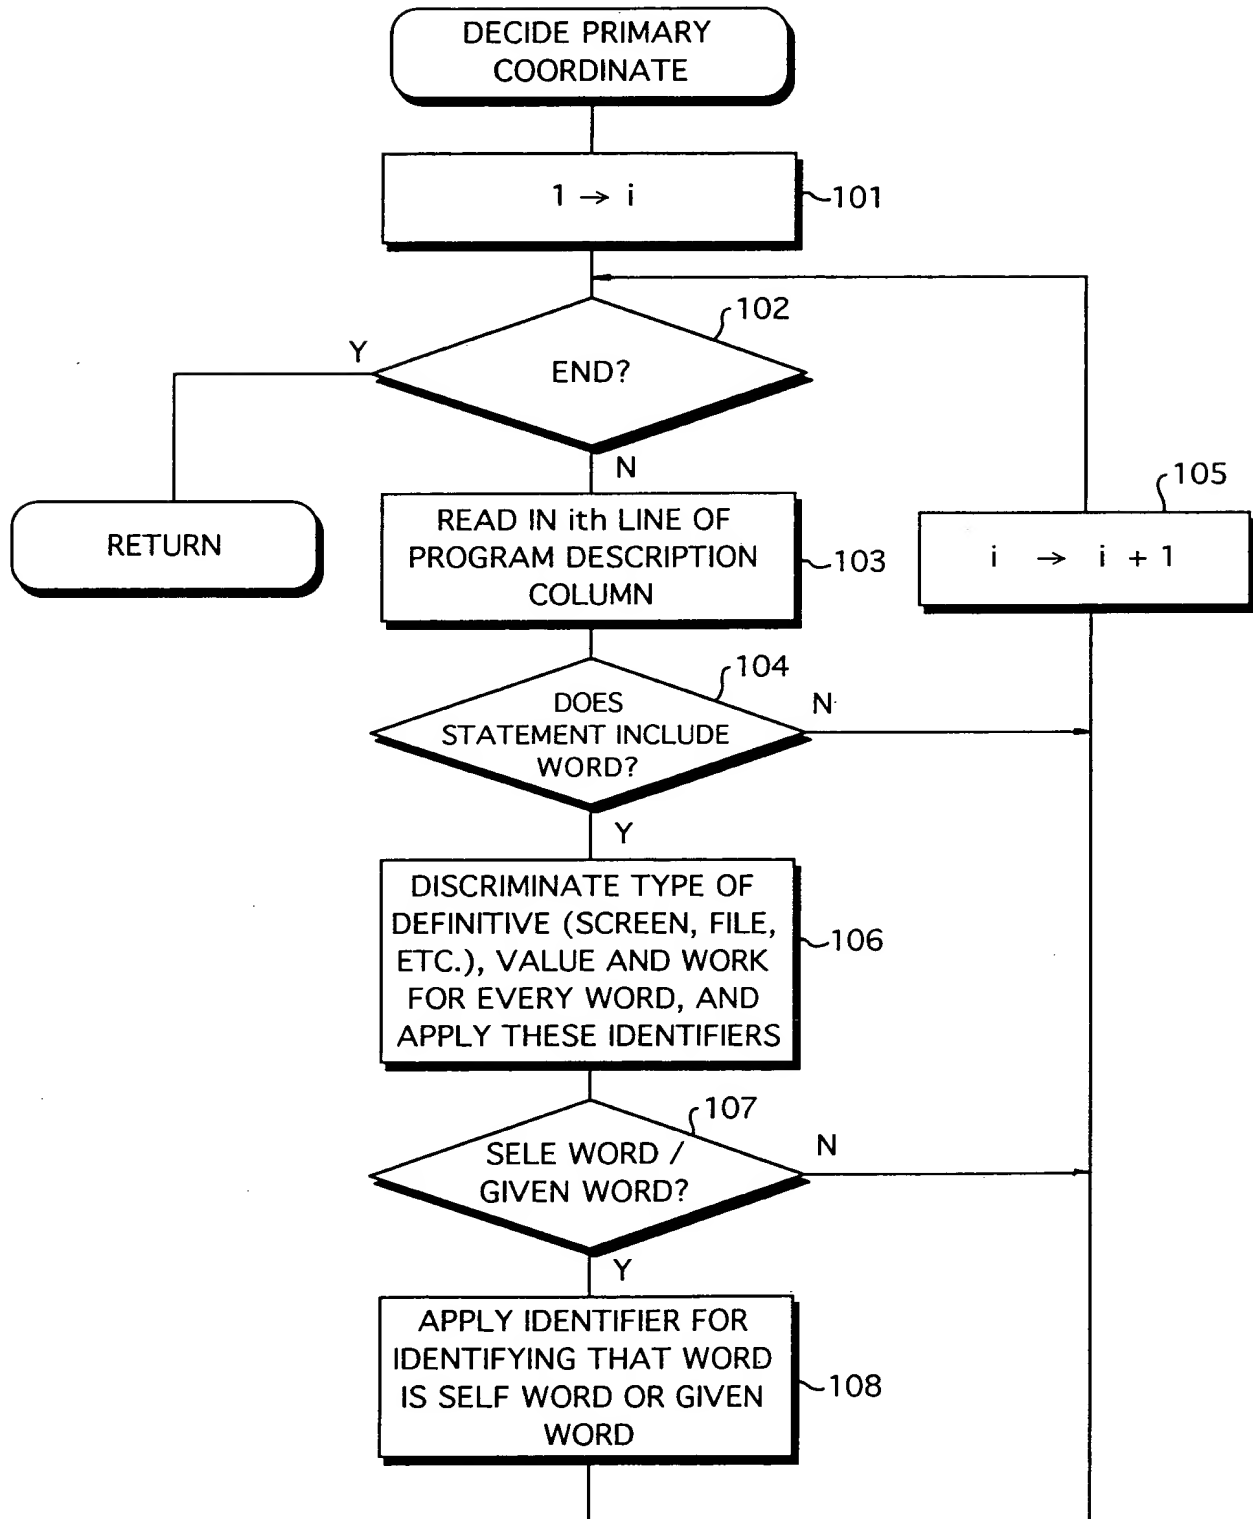 DECIDE PRIMARY
COORDINATE
1 → i
101
102
Y
END?
N
RETURN
READ IN ith LINE OF
PROGRAM DESCRIPTION
COLUMN
103
105
i → i + 1
104
DOES
STATEMENT INCLUDE
WORD?
N
Y
DISCRIMINATE TYPE OF
DEFINITIVE (SCREEN, FILE,
ETC.), VALUE AND WORK
FOR EVERY WORD, AND
APPLY THESE IDENTIFIERS
106
107
SELE WORD /
GIVEN WORD?
N
Y
APPLY IDENTIFIER FOR
IDENTIFYING THAT WORD
IS SELF WORD OR GIVEN
WORD
108